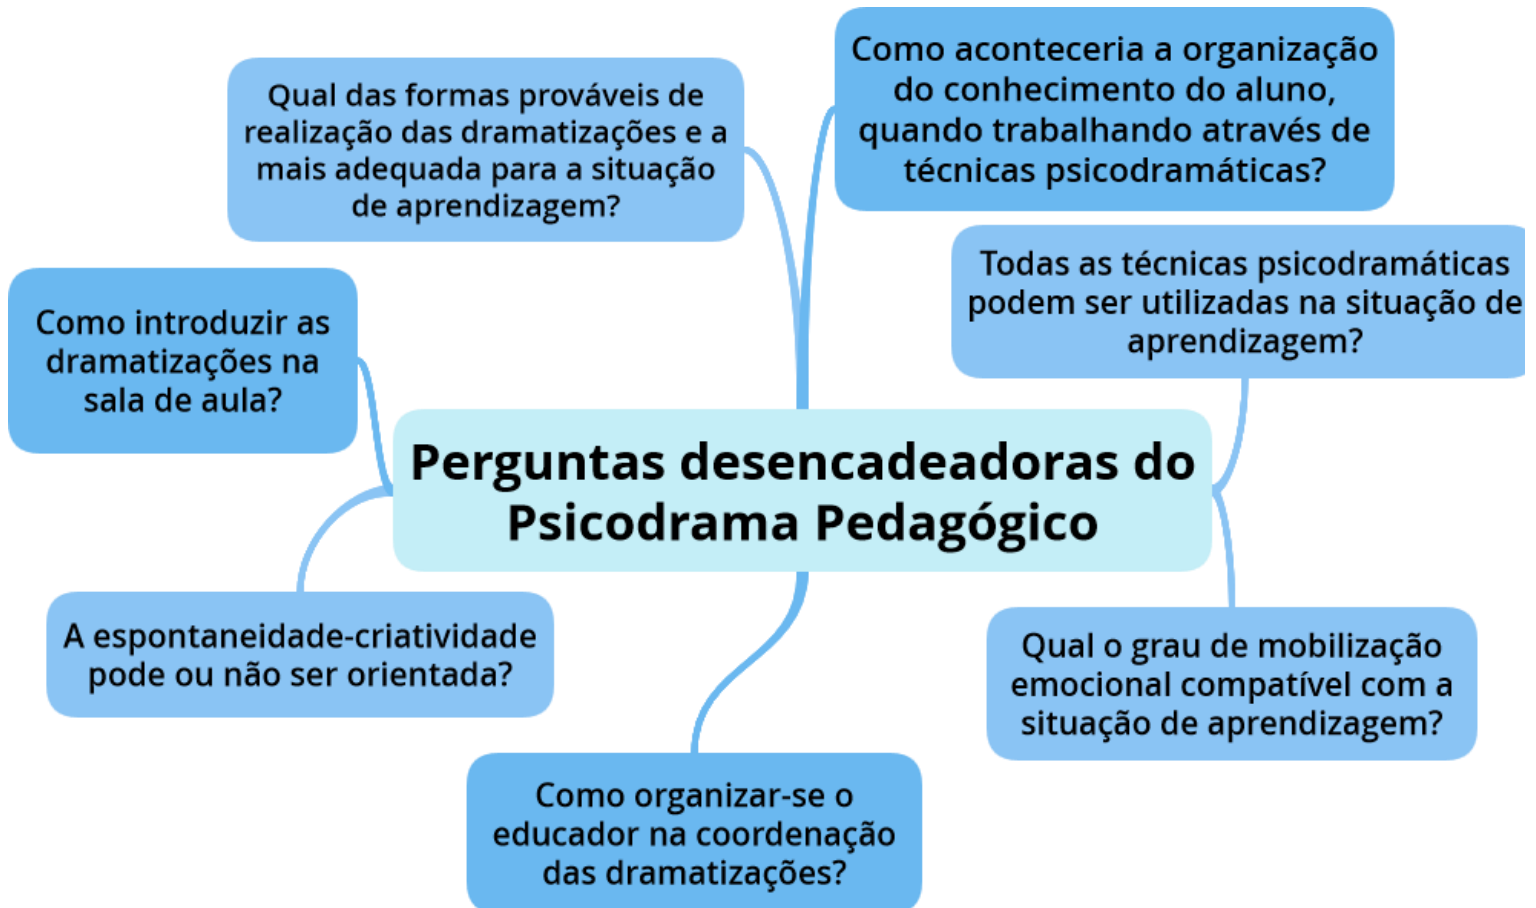 Qual das formas prováveis de
realização das dramatizações e a
mais adequada para a situação
de aprendizagem?
Como aconteceria a organização
do conhecimento do aluno,
quando trabalhando através de
técnicas psicodramáticas?
Todas as técnicas psicodramáticas
podem ser utilizadas na situação de
aprendizagem?
Como introduzir as
dramatizações na
sala de aula?
Perguntas desencadeadoras do
Psicodrama Pedagógico
A espontaneidade-criatividade
pode ou não ser orientada?
Qual o grau de mobilização
emocional compatível com a
situação de aprendizagem?
Como organizar-se o
educador na coordenação
das dramatizações?